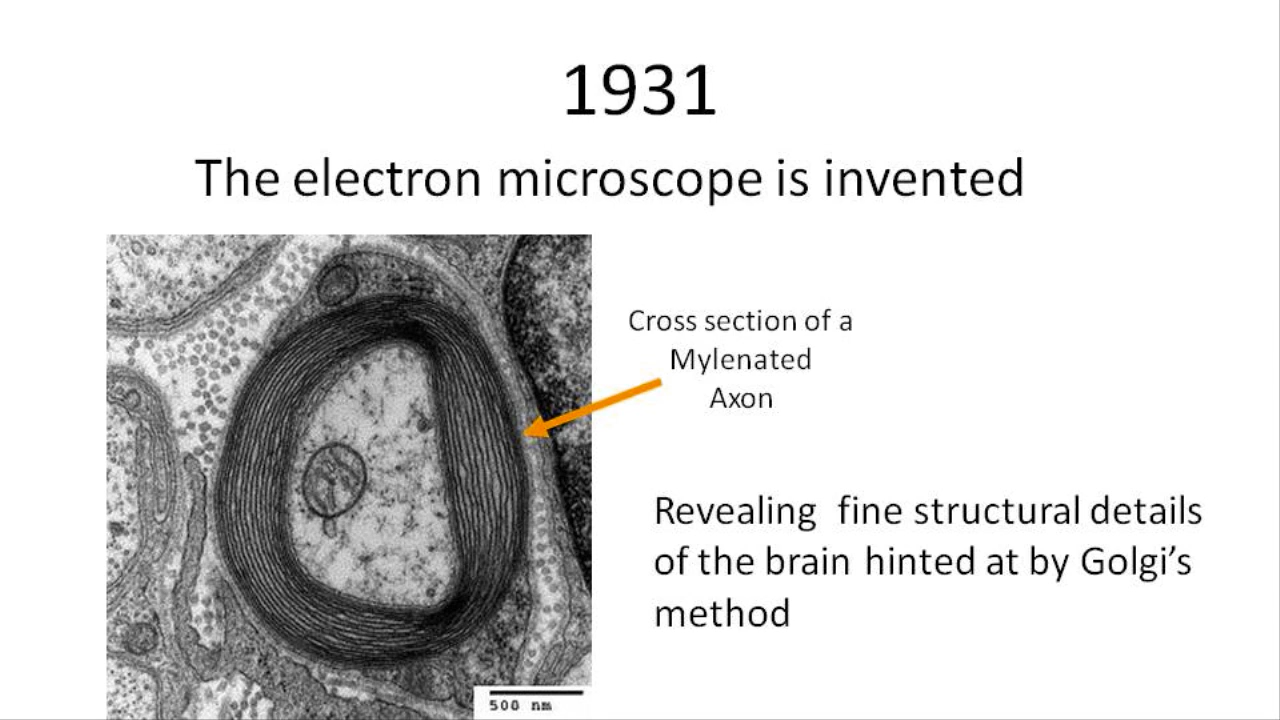 1931
The electron microscope is invented
Cross section of a
Mylenated
Axon
Revealing fine structural details
of the brain hinted at by Golgi’s
method
500 nm